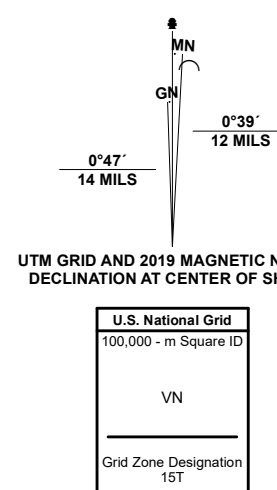 MN
GN
0°39´
12 MILS
0°47´
14 MILS
UTM GRID AND 2019 MAGNETIC N
DECLINATION AT CENTER OF SH
U.S. National Grid
100,000 - m Square ID
VN
Grid Zone Designation
15T